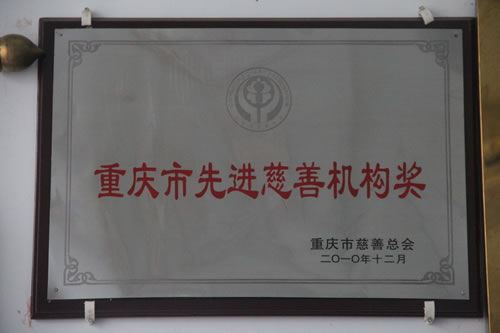 重庆市先进慈善机构奖
重庆市慈善总会
二〇一〇年十二月